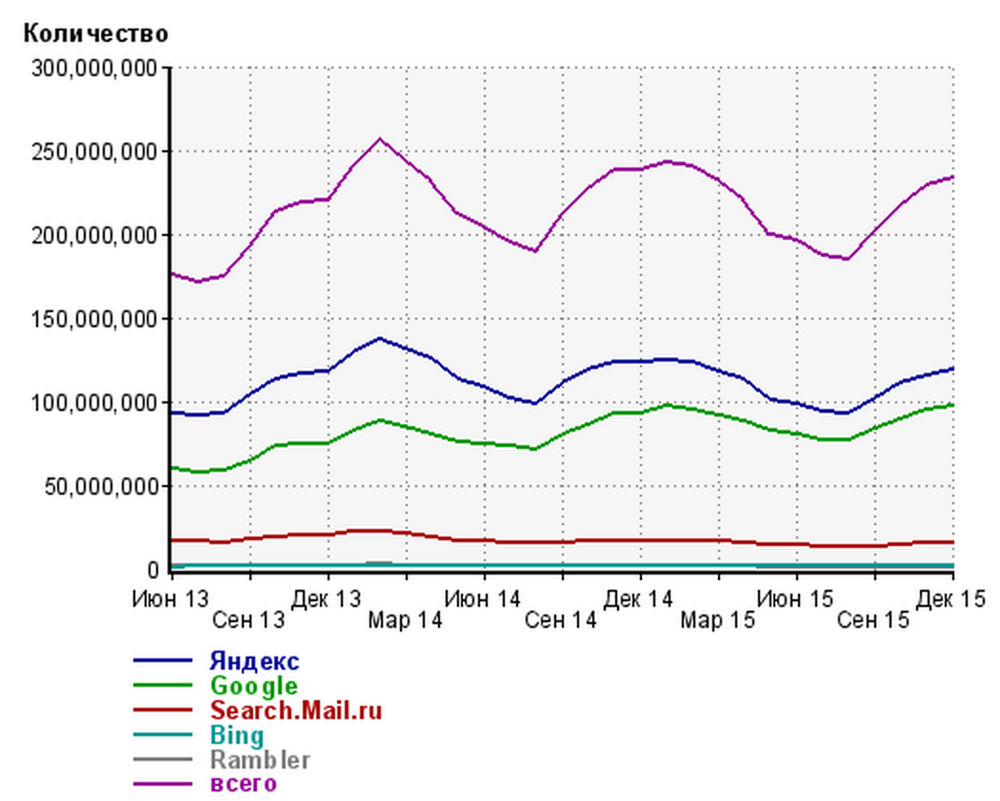 Количество
300,000,000
250,000,000
200,000,000
150,000,000
100,000,000
50,000,000
0
Июн 13 Дек 13 Июн 14 Дек 14 Июн 15 Дек 15
Сен 13 Мар 14 Сен 14 Мар 15 Сен 15
Яндекс
Google
Search.Mail.ru
Bing
Rambler
всего